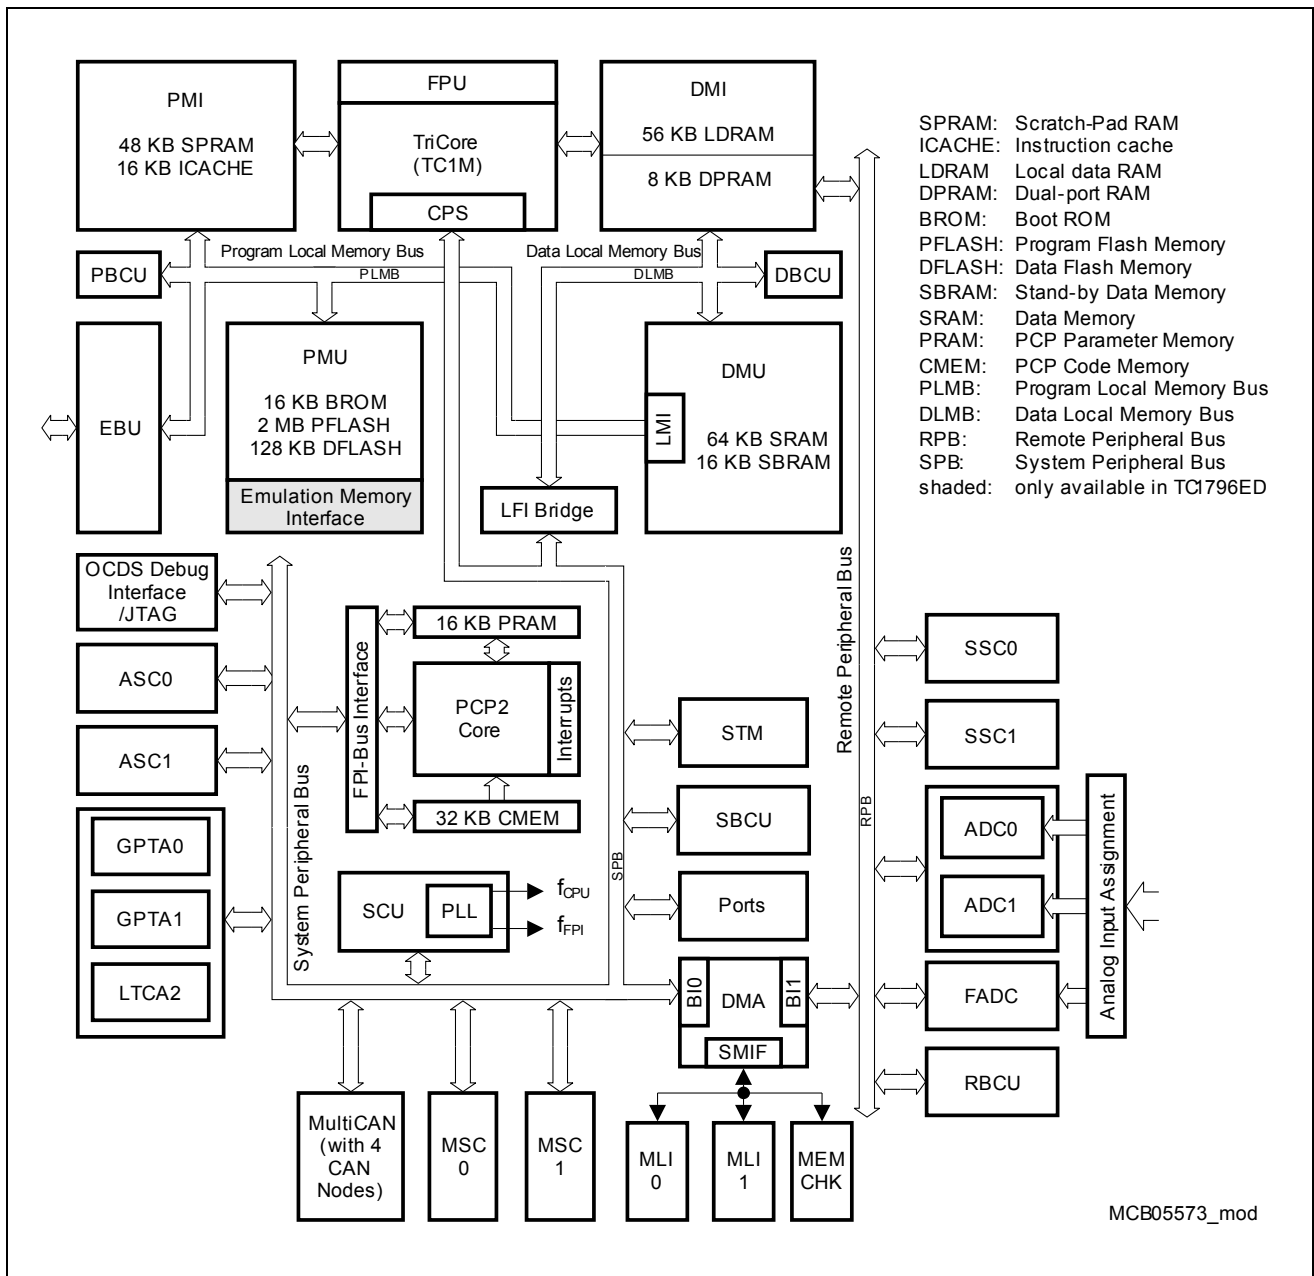 PMI
48 KB SPRAM
16 KB ICACHE
FPU
TriCore
(TC1M)
CPS
DMI
56 KB LDRAM
8 KB DPRAM
SPRAM: Scratch-Pad RAM
ICACHE: Instruction cache
LDRAM Local data RAM
DPRAM: Dual-port RAM
BROM: Boot ROM
PFLASH: Program Flash Memory
DFLASH: Data Flash Memory
SBRAM: Stand-by Data Memory
SRAM: Data Memory
PRAM: PCP Parameter Memory
CMEM: PCP Code Memory
PLMB: Program Local Memory Bus
DLMB: Data Local Memory Bus
RPB: Remote Peripheral Bus
SPB: System Peripheral Bus
shaded: only available in TC1796ED
PBCU
Program Local Memory Bus
PLMB
Data Local Memory Bus
DLMB
DBCU
EBU
PMU
16 KB BROM
2 MB PFLASH
128 KB DFLASH
Emulation Memory
Interface
DMU
LMI
64 KB SRAM
16 KB SBRAM
LFI Bridge
OCDS Debug
Interface
/JTAG
ASC0
ASC1
GPTA0
GPTA1
LTCA2
System Peripheral Bus
FPI-Bus Interface
16 KB PRAM
PCP2
Core
Interrupts
32 KB CMEM
SCU
PLL
fCPU
fFPI
SPB
STM
SBCU
Ports
BI0
DMA
BI1
SMIF
Remote Peripheral Bus
RPB
SSC0
SSC1
ADC0
ADC1
FADC
RBCU
Analog Input Assignment
MultiCAN
(with 4
CAN
Nodes)
MSC
0
MSC
1
MLI
0
MLI
1
MEM
CHK
MCB05573_mod